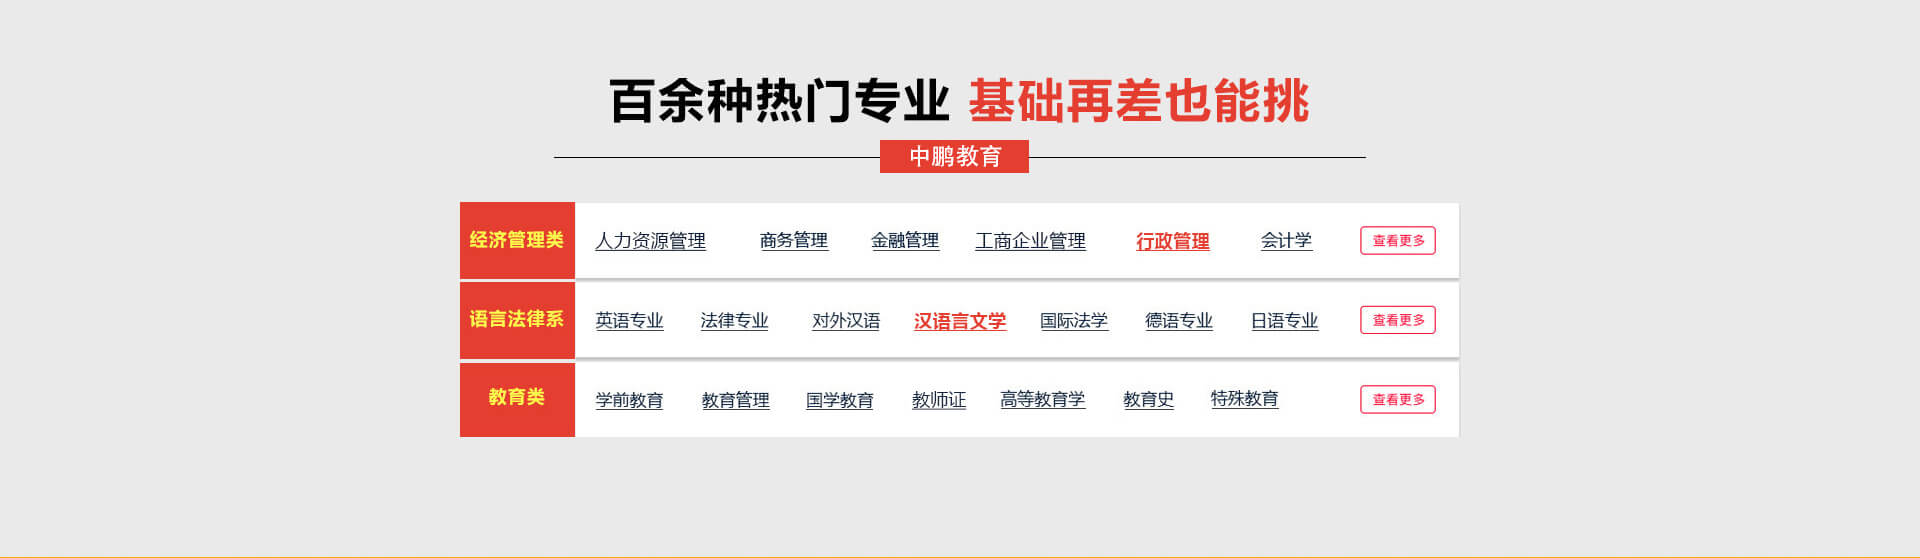 百余种热门专业 基础再差也能挑
中鹏教育
经济管理类 人力资源管理 商务管理 金融管理 工商企业管理 行政管理 会计学 查看更多
语言法律系 英语专业 法律专业 对外汉语 汉语言文学 国际法学 德语专业 日语专业 查看更多
教育类 学前教育 教育管理 国学教育 教师证 高等教育学 教育史 特殊教育 查看更多